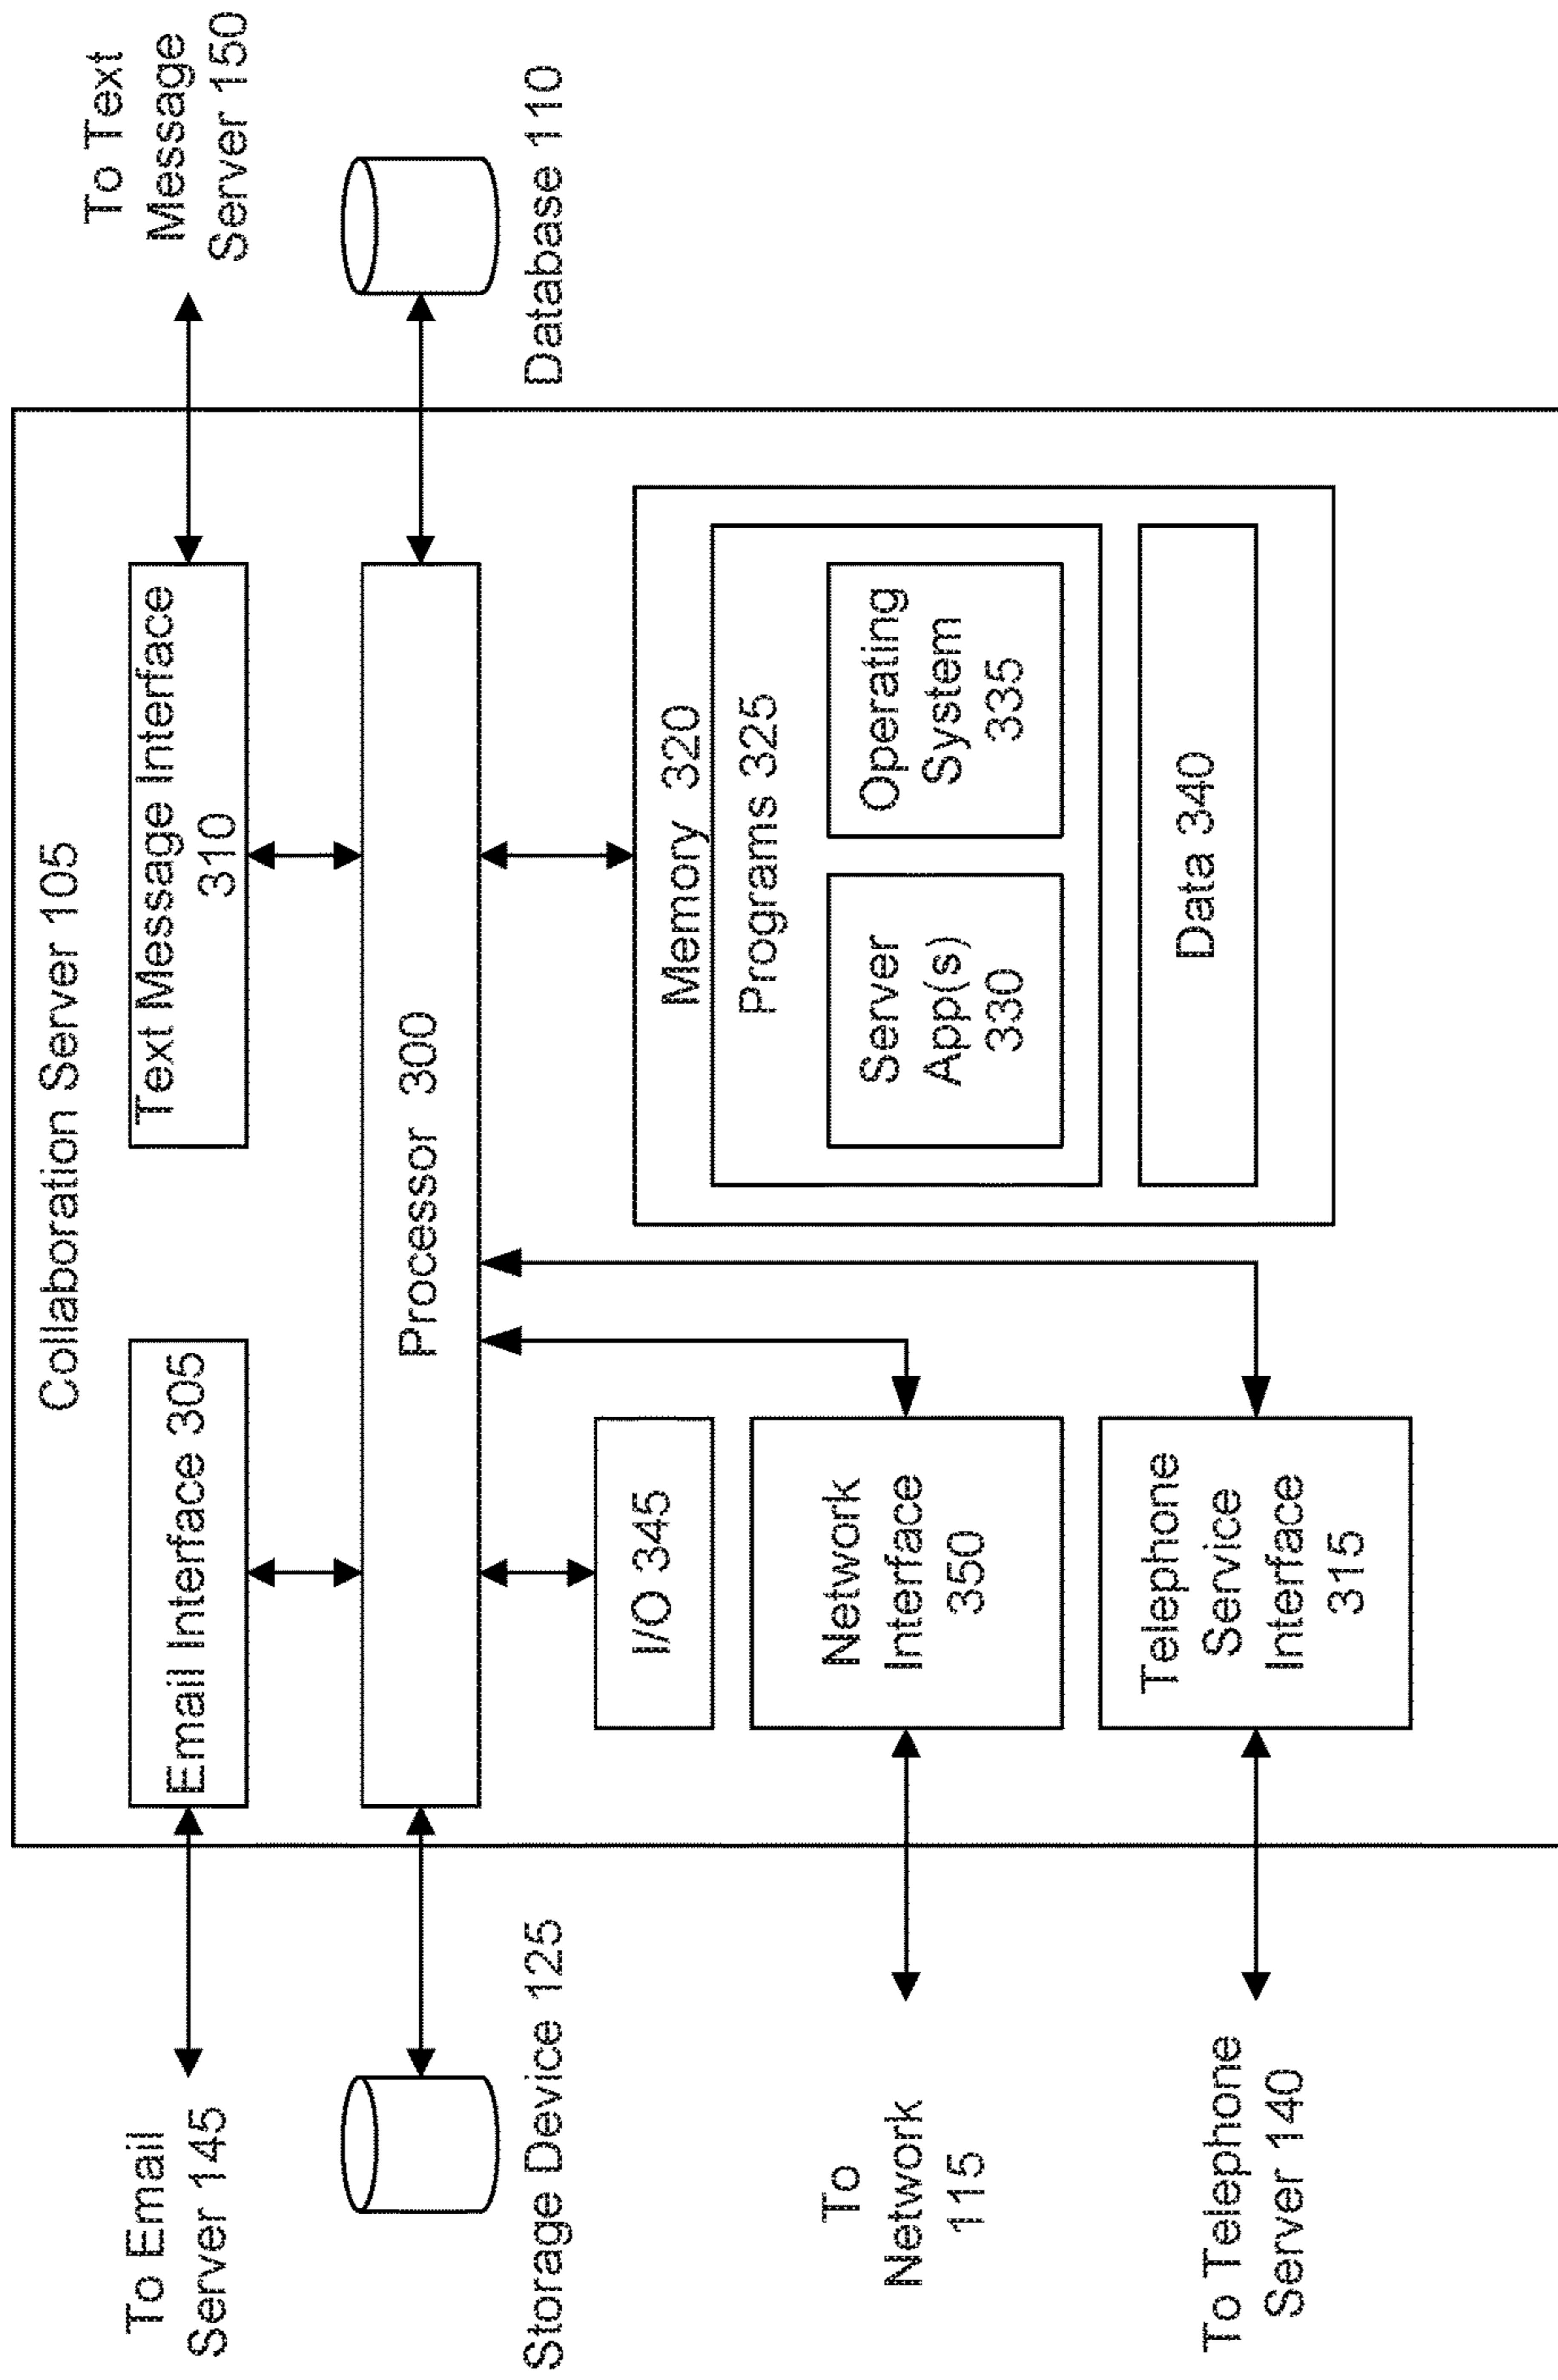 Collaboration Server 105
To Email
Server 145
Email Interface 305
Text Message Interface
310
To Text
Message
Server 150
Storage Device 125
Processor 300
Database 110
I/O 345
Memory 320
Programs 325
Server
App(s)
330
Operating
System
335
Data 340
To
Network
115
Network
Interface
350
To Telephone
Server 140
Telephone
Service
Interface
315